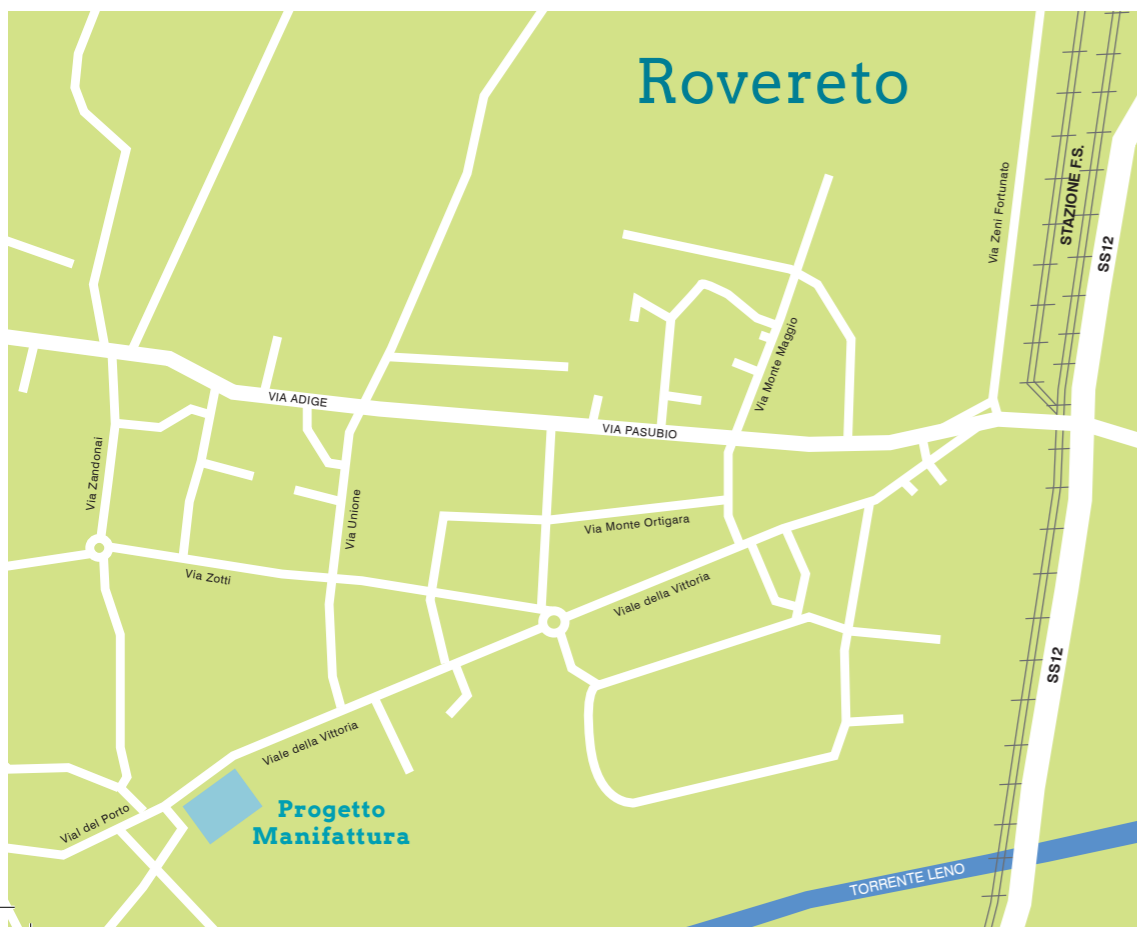 Rovereto
STAZIONE F.S.
Via Zeni Fortunato
SS12
Via Monte Maggio
VIA ADIGE
VIA PASUBIO
Via Zandonai
Via Unione
Via Monte Ortigara
Via Zotti
Viale della Vittoria
SS12
Viale della Vittoria
Progetto
Manifattura
Vial del Porto
TORRENTE LENO